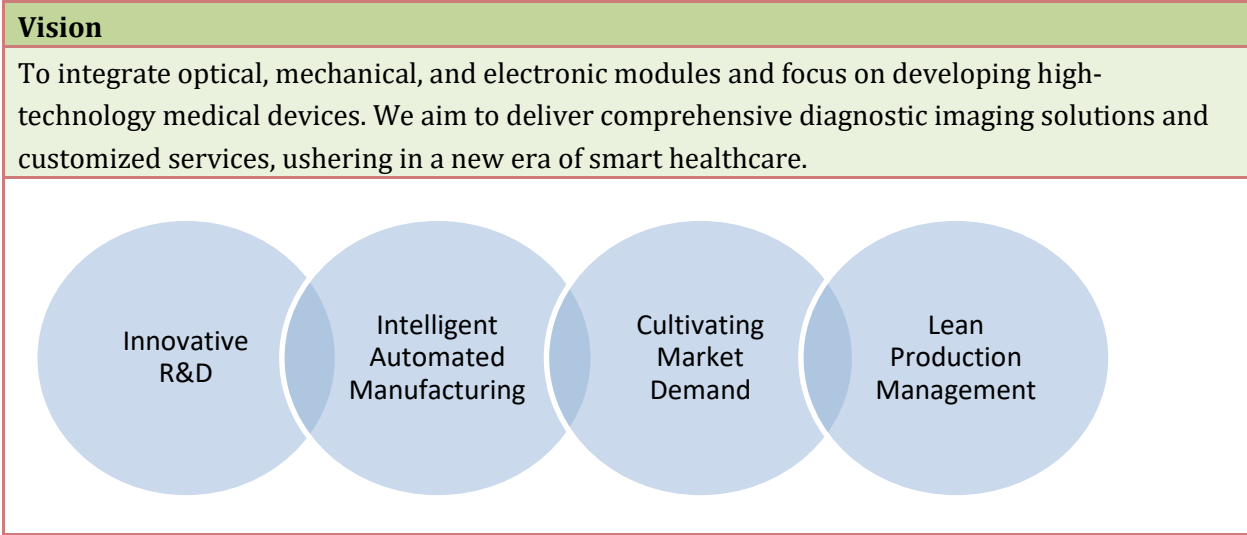 Vision
To integrate optical, mechanical, and electronic modules and focus on developing high-
technology medical devices. We aim to deliver comprehensive diagnostic imaging solutions and
customized services, ushering in a new era of smart healthcare.
Innovative
R&D
Intelligent
Automated
Manufacturing
Cultivating
Market
Demand
Lean
Production
Management